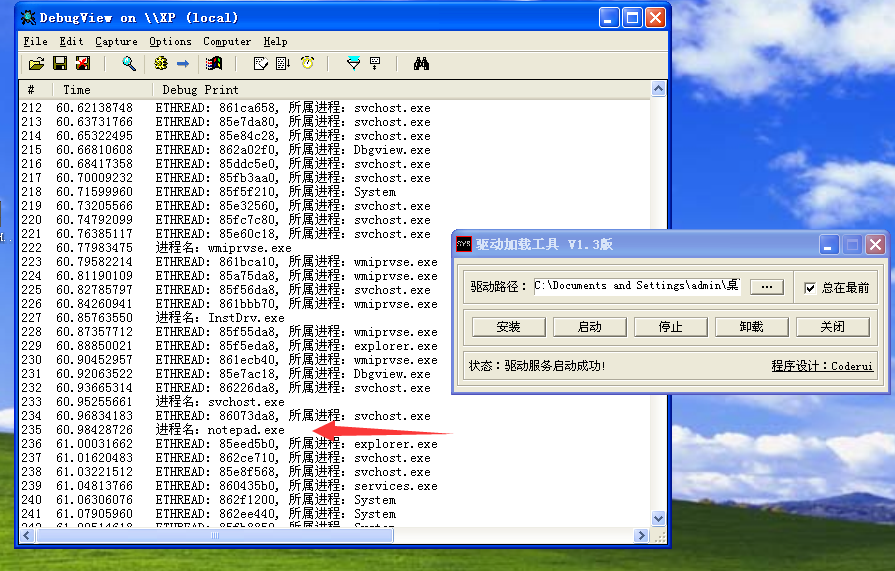 DebugView on \\XP (local)
File Edit Capture Options Computer Help
# Time Debug Print
212 60.62138748 ETHREAD: 861ca658, 所属进程: svchost.exe
213 60.63731766 ETHREAD: 85e7da80, 所属进程: svchost.exe
214 60.65322495 ETHREAD: 85e84c28, 所属进程: svchost.exe
215 60.66810608 ETHREAD: 862a02f0, 所属进程: Dbgview.exe
216 60.68417358 ETHREAD: 85ddc5e0, 所属进程: svchost.exe
217 60.70009232 ETHREAD: 85fb3aa0, 所属进程: svchost.exe
218 60.71599960 ETHREAD: 85f5f210, 所属进程: System
219 60.73205566 ETHREAD: 85e32560, 所属进程: svchost.exe
220 60.74792099 ETHREAD: 85fc7c80, 所属进程: svchost.exe
221 60.76385117 ETHREAD: 85e60c18, 所属进程: svchost.exe
222 60.77983475 进程名: wmiprvse.exe
223 60.79582214 ETHREAD: 861bca10, 所属进程: wmiprvse.exe
224 60.81190109 ETHREAD: 85a75da8, 所属进程: wmiprvse.exe
225 60.82785797 ETHREAD: 85f56da8, 所属进程: svchost.exe
226 60.84260941 ETHREAD: 861bbb70, 所属进程: wmiprvse.exe
227 60.85763550 进程名: InstDrv.exe
228 60.87357712 ETHREAD: 85f55da8, 所属进程: wmiprvse.exe
229 60.88850021 ETHREAD: 85f5eda8, 所属进程: explorer.exe
230 60.90452957 ETHREAD: 861ecb40, 所属进程: wmiprvse.exe
231 60.92063522 ETHREAD: 85e7ac18, 所属进程: Dbgview.exe
232 60.93665314 ETHREAD: 86226da8, 所属进程: svchost.exe
233 60.95255661 进程名: svchost.exe
234 60.96834183 ETHREAD: 86073da8, 所属进程: svchost.exe
235 60.98428726 进程名: notepad.exe
236 61.00031662 ETHREAD: 85eed5b0, 所属进程: explorer.exe
237 61.01620483 ETHREAD: 862ce710, 所属进程: svchost.exe
238 61.03221512 ETHREAD: 85e8f568, 所属进程: svchost.exe
239 61.04813766 ETHREAD: 860435b0, 所属进程: services.exe
240 61.06306076 ETHREAD: 862f1200, 所属进程: System
241 61.07905960 ETHREAD: 862ee440, 所属进程: System
SYS 驱动加载工具 V1.3版
驱动路径: C:\Documents and Settings\admin\桌 ... 总在最前
安装 启动 停止 卸载 关闭
状态:驱动服务启动成功! 程序设计:Coderui